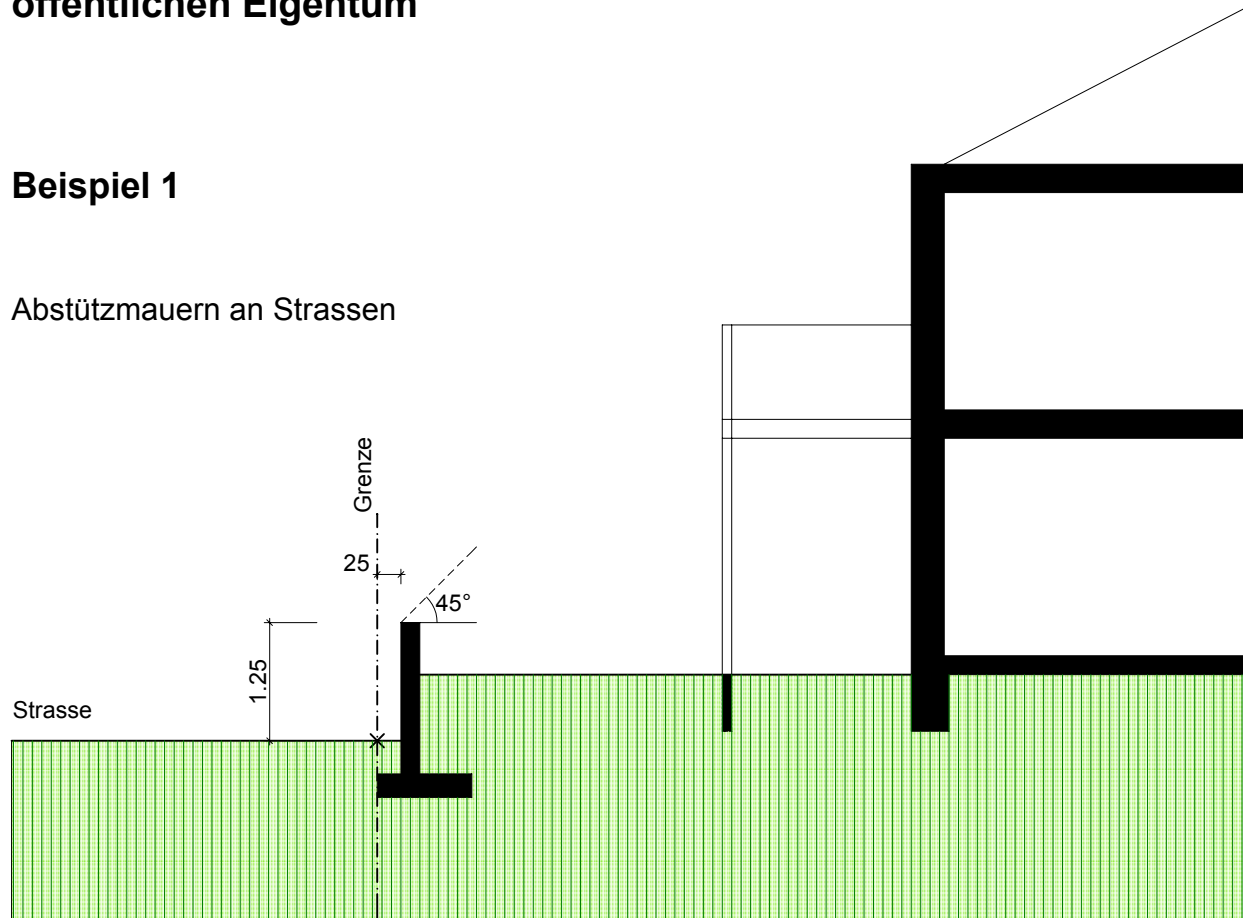 öffentlichen Eigentum
Beispiel 1
Abstützmauern an Strassen
Grenze
25
45°
1.25
Strasse